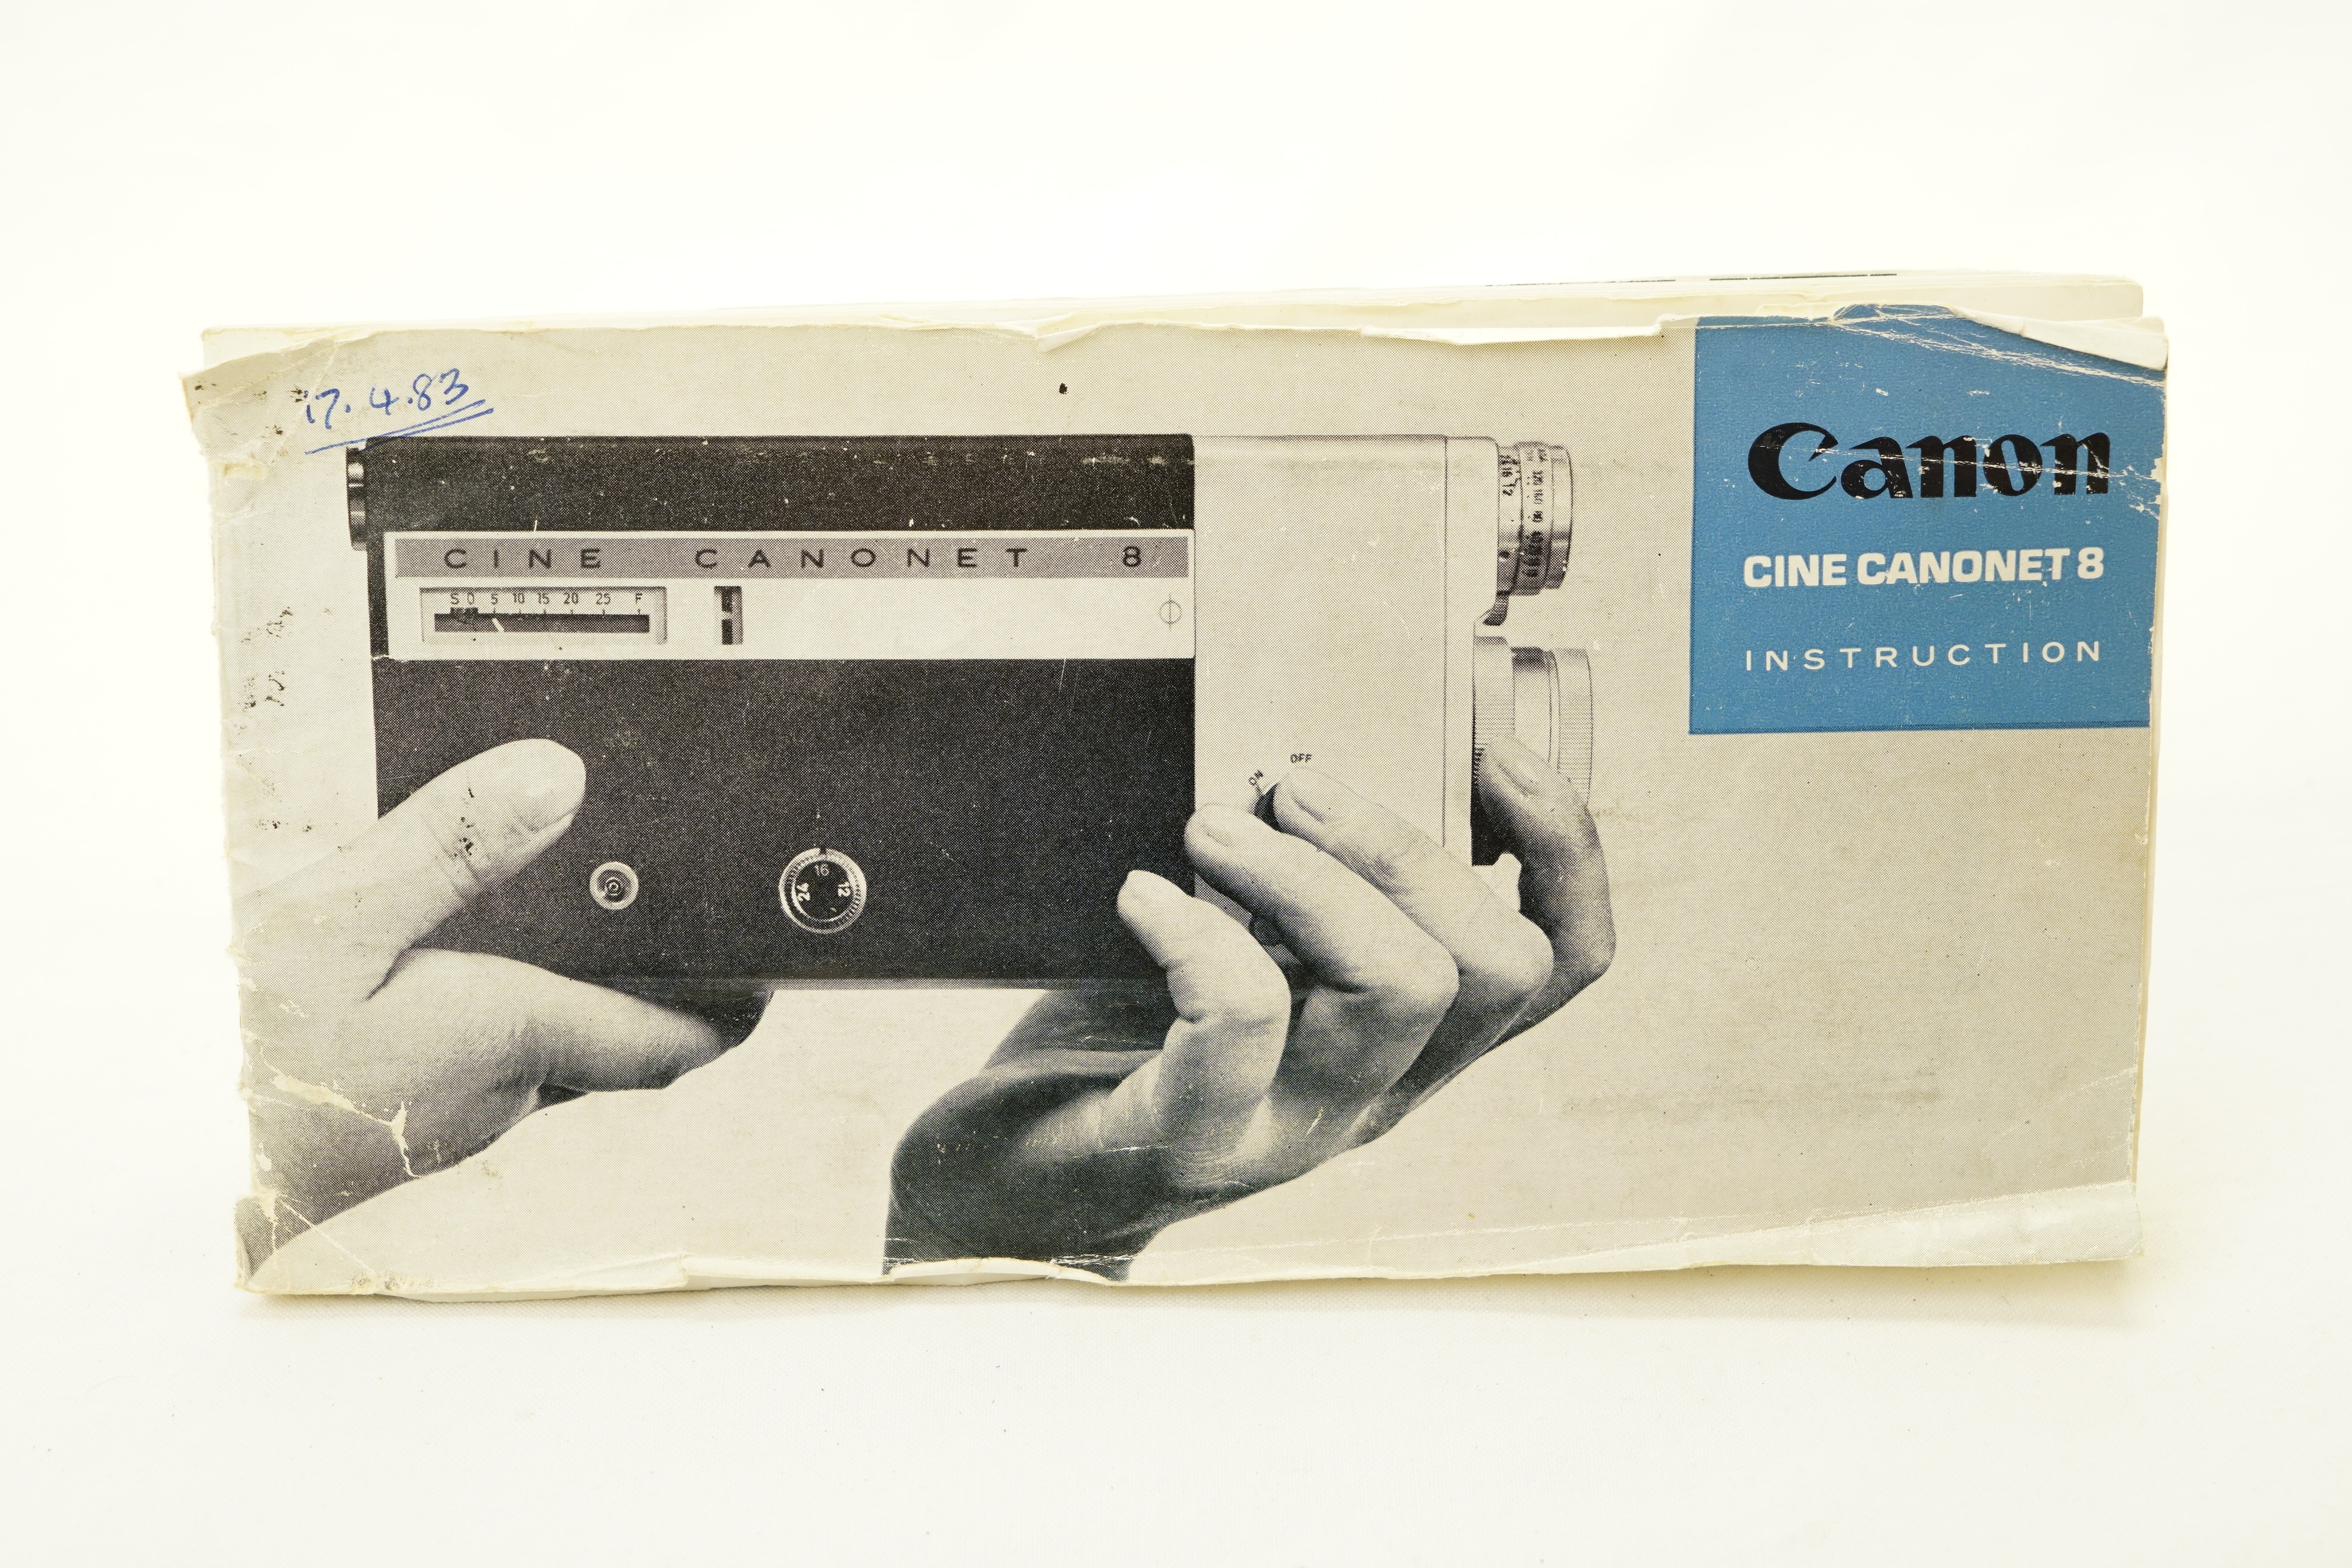 17.4.83
Canon
CINE CANONET 8
INSTRUCTION
CINE CANONET 8
S 0 5 10 15 20 25 F
ON OFF
24 16 12